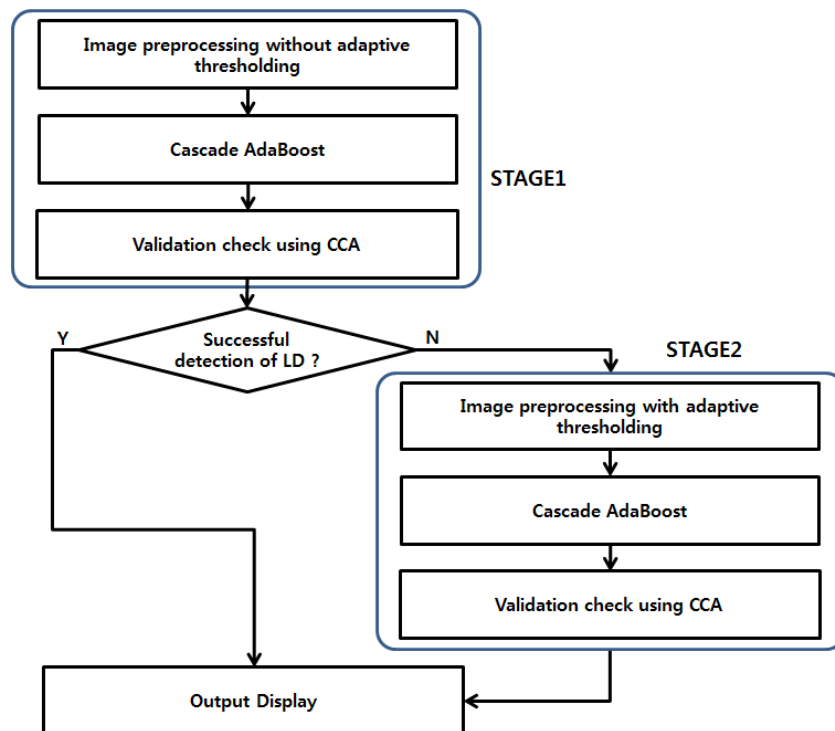 Image preprocessing without adaptive
thresholding
Cascade AdaBoost
STAGE1
Validation check using CCA
Y
Successful
detection of LD ?
N
STAGE2
Image preprocessing with adaptive
thresholding
Cascade AdaBoost
Validation check using CCA
Output Display